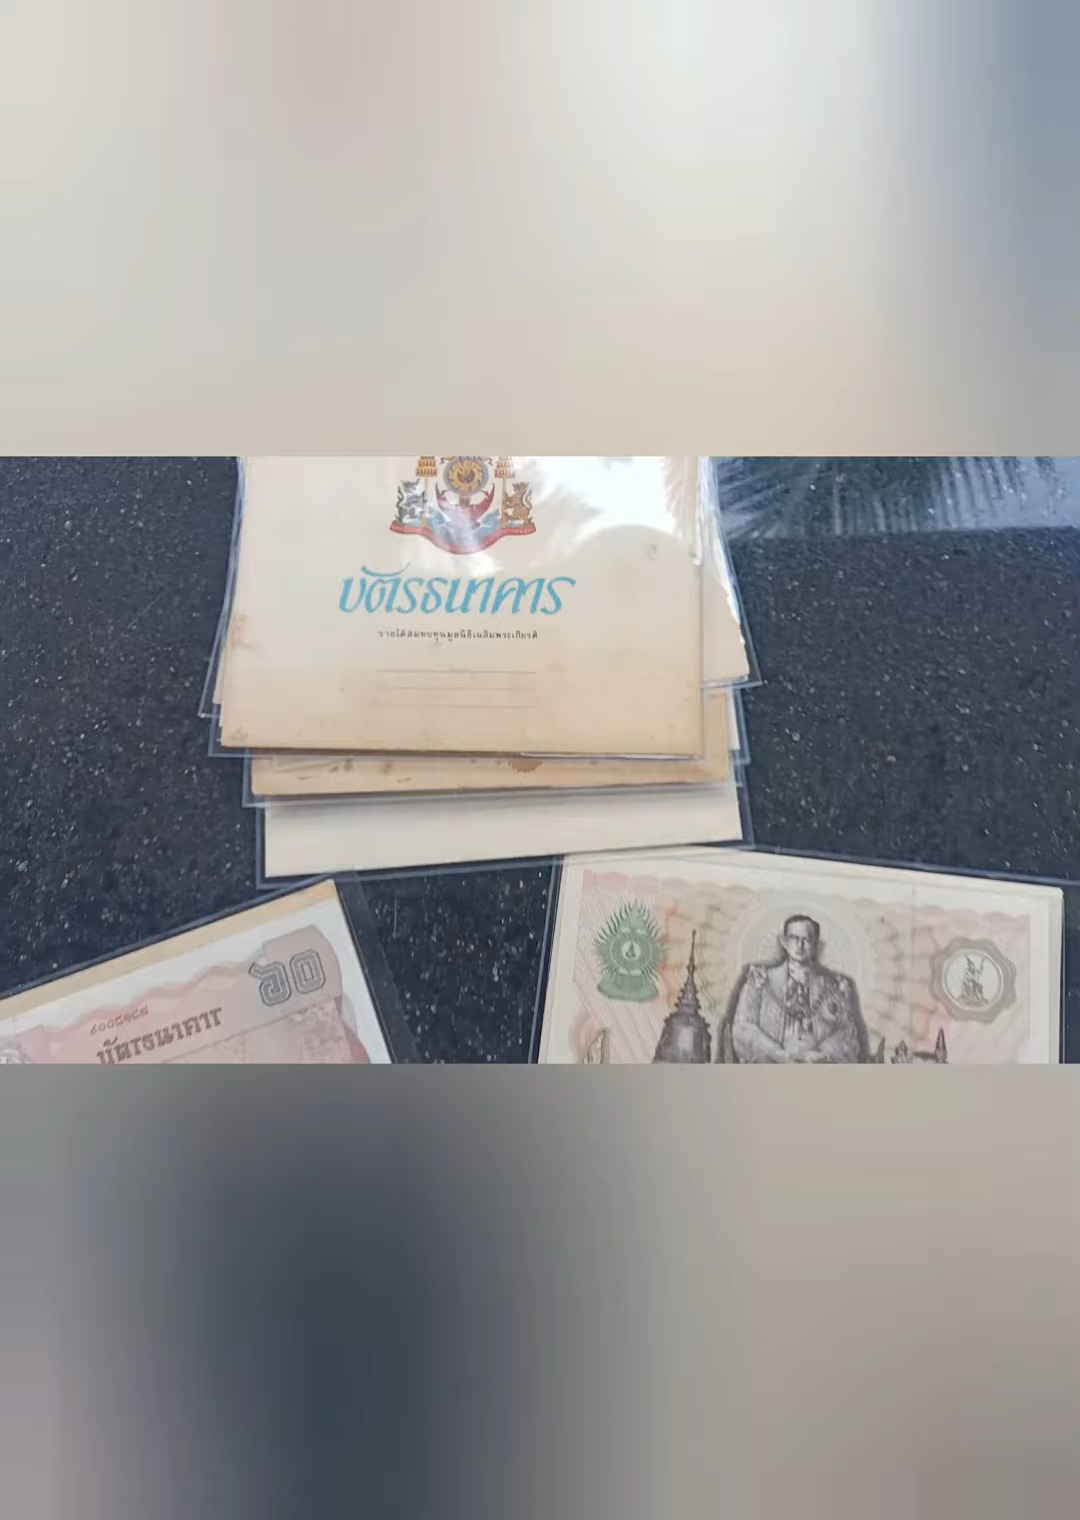 บัตรธนาคาร
รายได้สมทบทุนมูลนิธิเฉลิมพระเกียรติ
๖๐
บัตรธนาคาร